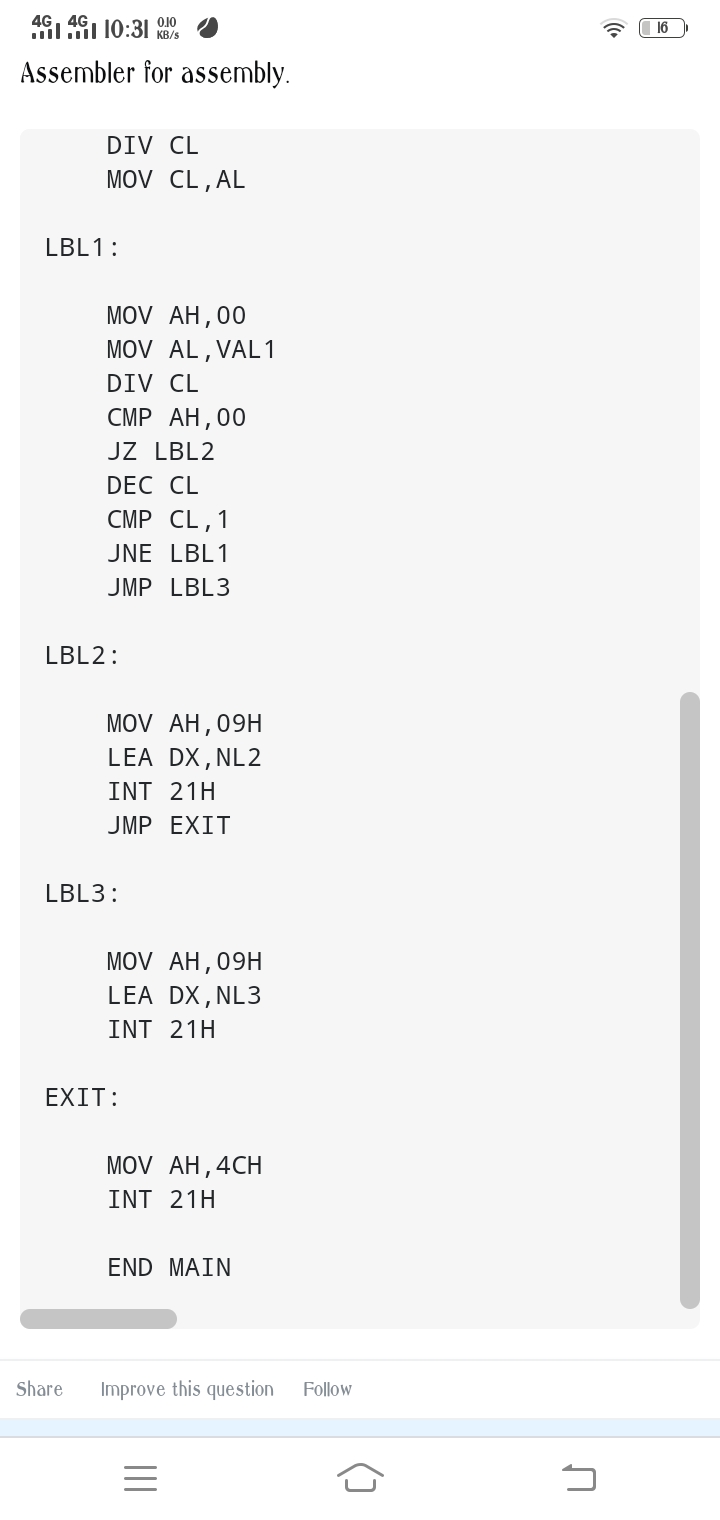 4G 4G 10:31 0.10 KB/s 16
Assembler for assembly.
DIV CL
MOV CL,AL
LBL1:
MOV AH,00
MOV AL,VAL1
DIV CL
CMP AH,00
JZ LBL2
DEC CL
CMP CL,1
JNE LBL1
JMP LBL3
LBL2:
MOV AH,09H
LEA DX,NL2
INT 21H
JMP EXIT
LBL3:
MOV AH,09H
LEA DX,NL3
INT 21H
EXIT:
MOV AH,4CH
INT 21H
END MAIN
Share Improve this question Follow